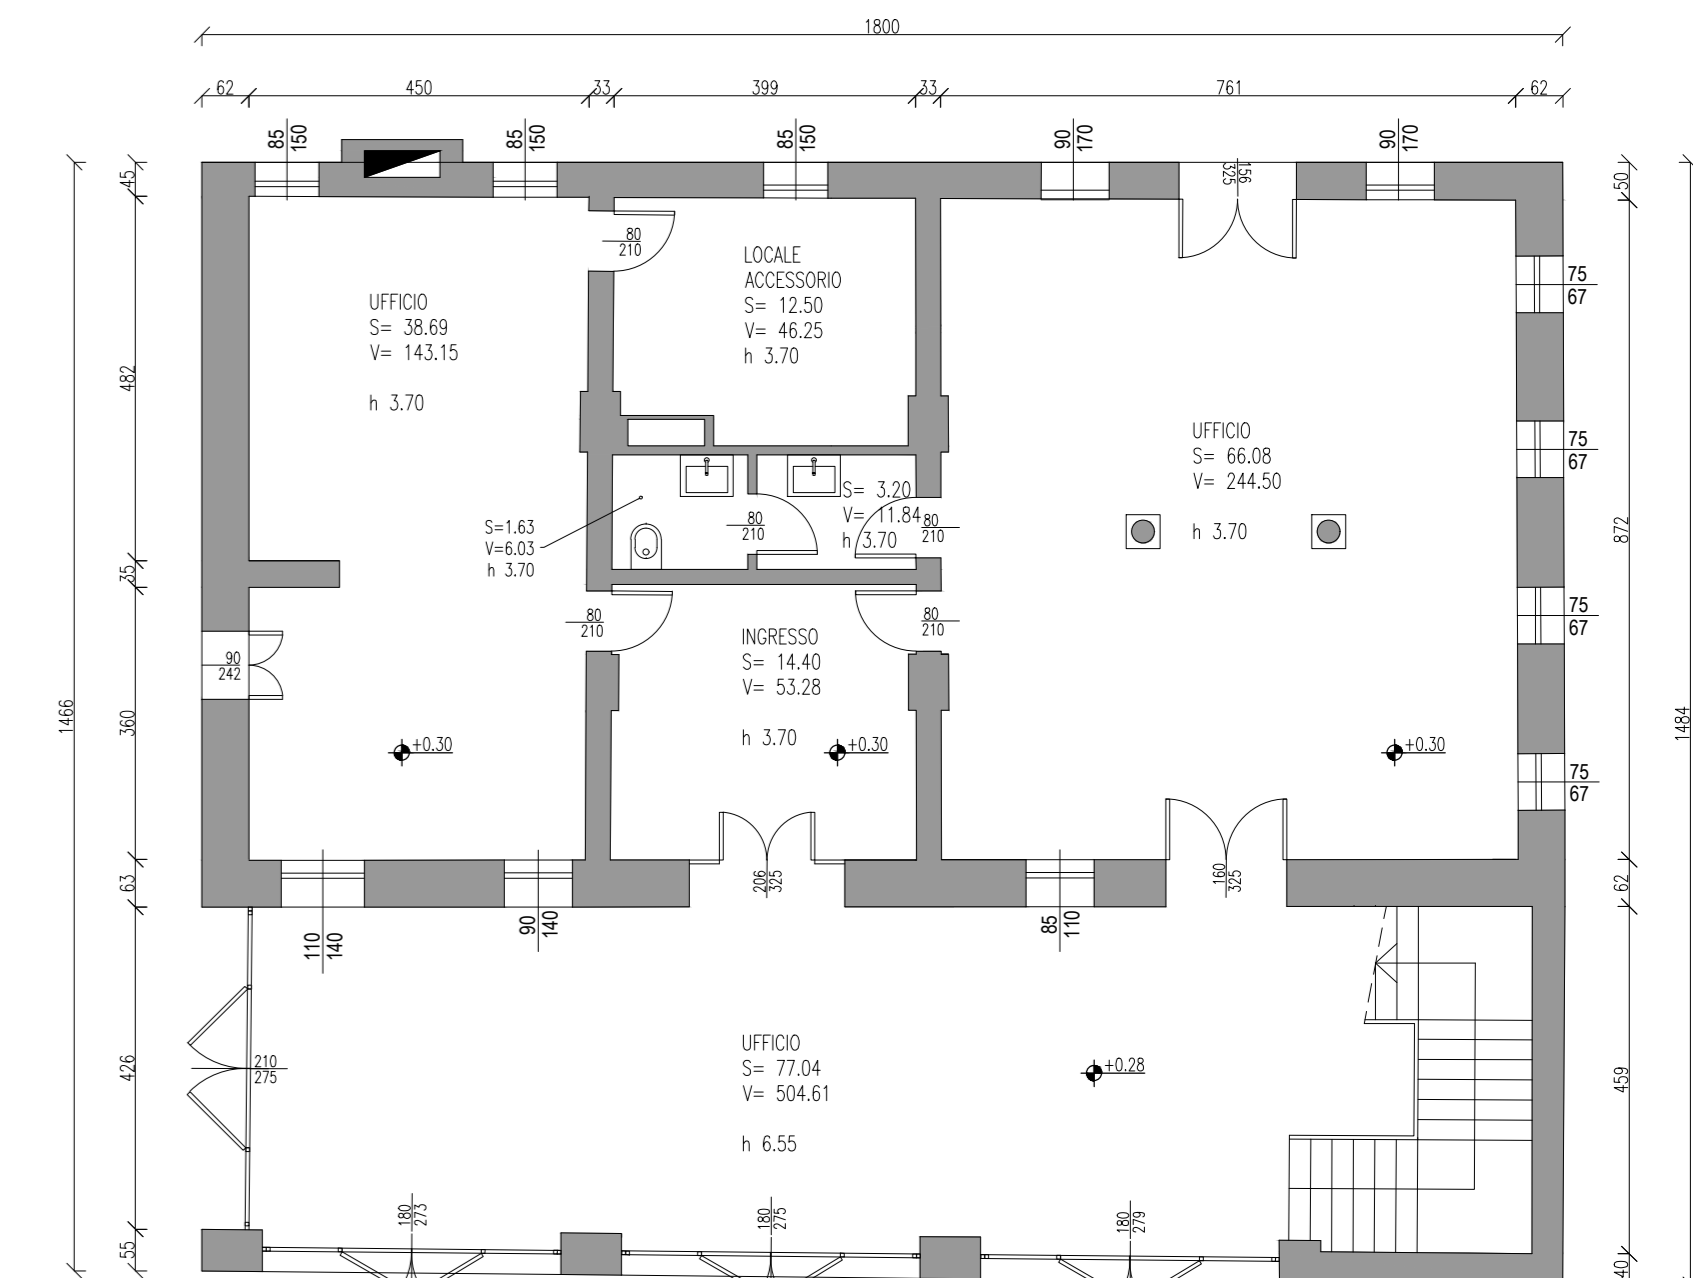 1800
62
450
33
399
33
761
62
85
150
85
150
85
150
90
170
90
170
45
50
156
325
80
210
LOCALE
ACCESSORIO
S= 12.50
V= 46.25
h 3.70
UFFICIO
S= 38.69
V= 143.15
h 3.70
75
67
482
UFFICIO
S= 66.08
V= 244.50
h 3.70
75
67
S= 3.20
V= 11.84
h 3.70
S=1.63
V=6.03
h 3.70
80
210
80
210
872
35
80
210
80
210
75
67
INGRESSO
S= 14.40
V= 53.28
h 3.70
90
242
1466
360
1484
+0.30
+0.30
+0.30
75
67
63
206
325
160
325
62
110
140
90
140
85
110
UFFICIO
S= 77.04
V= 504.61
h 6.55
+0.28
210
275
426
459
180
273
180
275
180
279
55
40